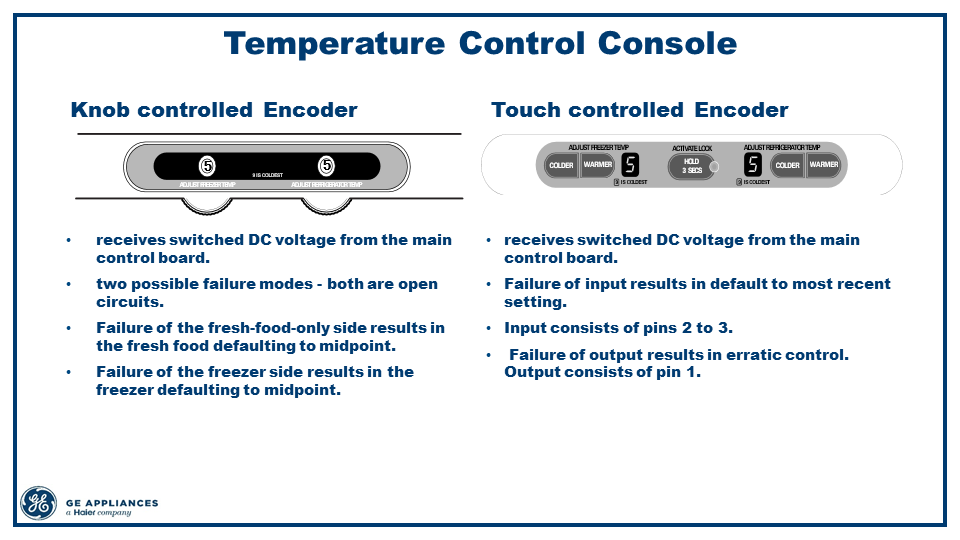 Temperature Control Console
Knob controlled Encoder
5 5
9 IS COLDEST
ADJUST FREEZER TEMP ADJUST REFRIGERATOR TEMP
• receives switched DC voltage from the main
control board.
• two possible failure modes - both are open
circuits.
• Failure of the fresh-food-only side results in
the fresh food defaulting to midpoint.
• Failure of the freezer side results in the
freezer defaulting to midpoint.
Touch controlled Encoder
ADJUST FREEZER TEMP ACTIVATE LOCK ADJUST REFRIGERATOR TEMP
COLDER WARMER 5 HOLD 3 SECS 5 COLDER WARMER
9 IS COLDEST 9 IS COLDEST
• receives switched DC voltage from the main
control board.
• Failure of input results in default to most recent
setting.
• Input consists of pins 2 to 3.
• Failure of output results in erratic control.
Output consists of pin 1.
GE APPLIANCES
a Haier company